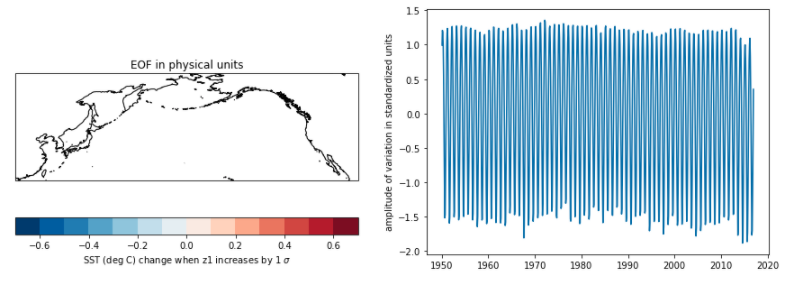 EOF in physical units
−0.6 −0.4 −0.2 0.0 0.2 0.4 0.6
SST (deg C) change when z1 increases by 1 σ
amplitude of variation in standardized units
1.5
1.0
0.5
0.0
−0.5
−1.0
−1.5
−2.0
1950 1960 1970 1980 1990 2000 2010 2020